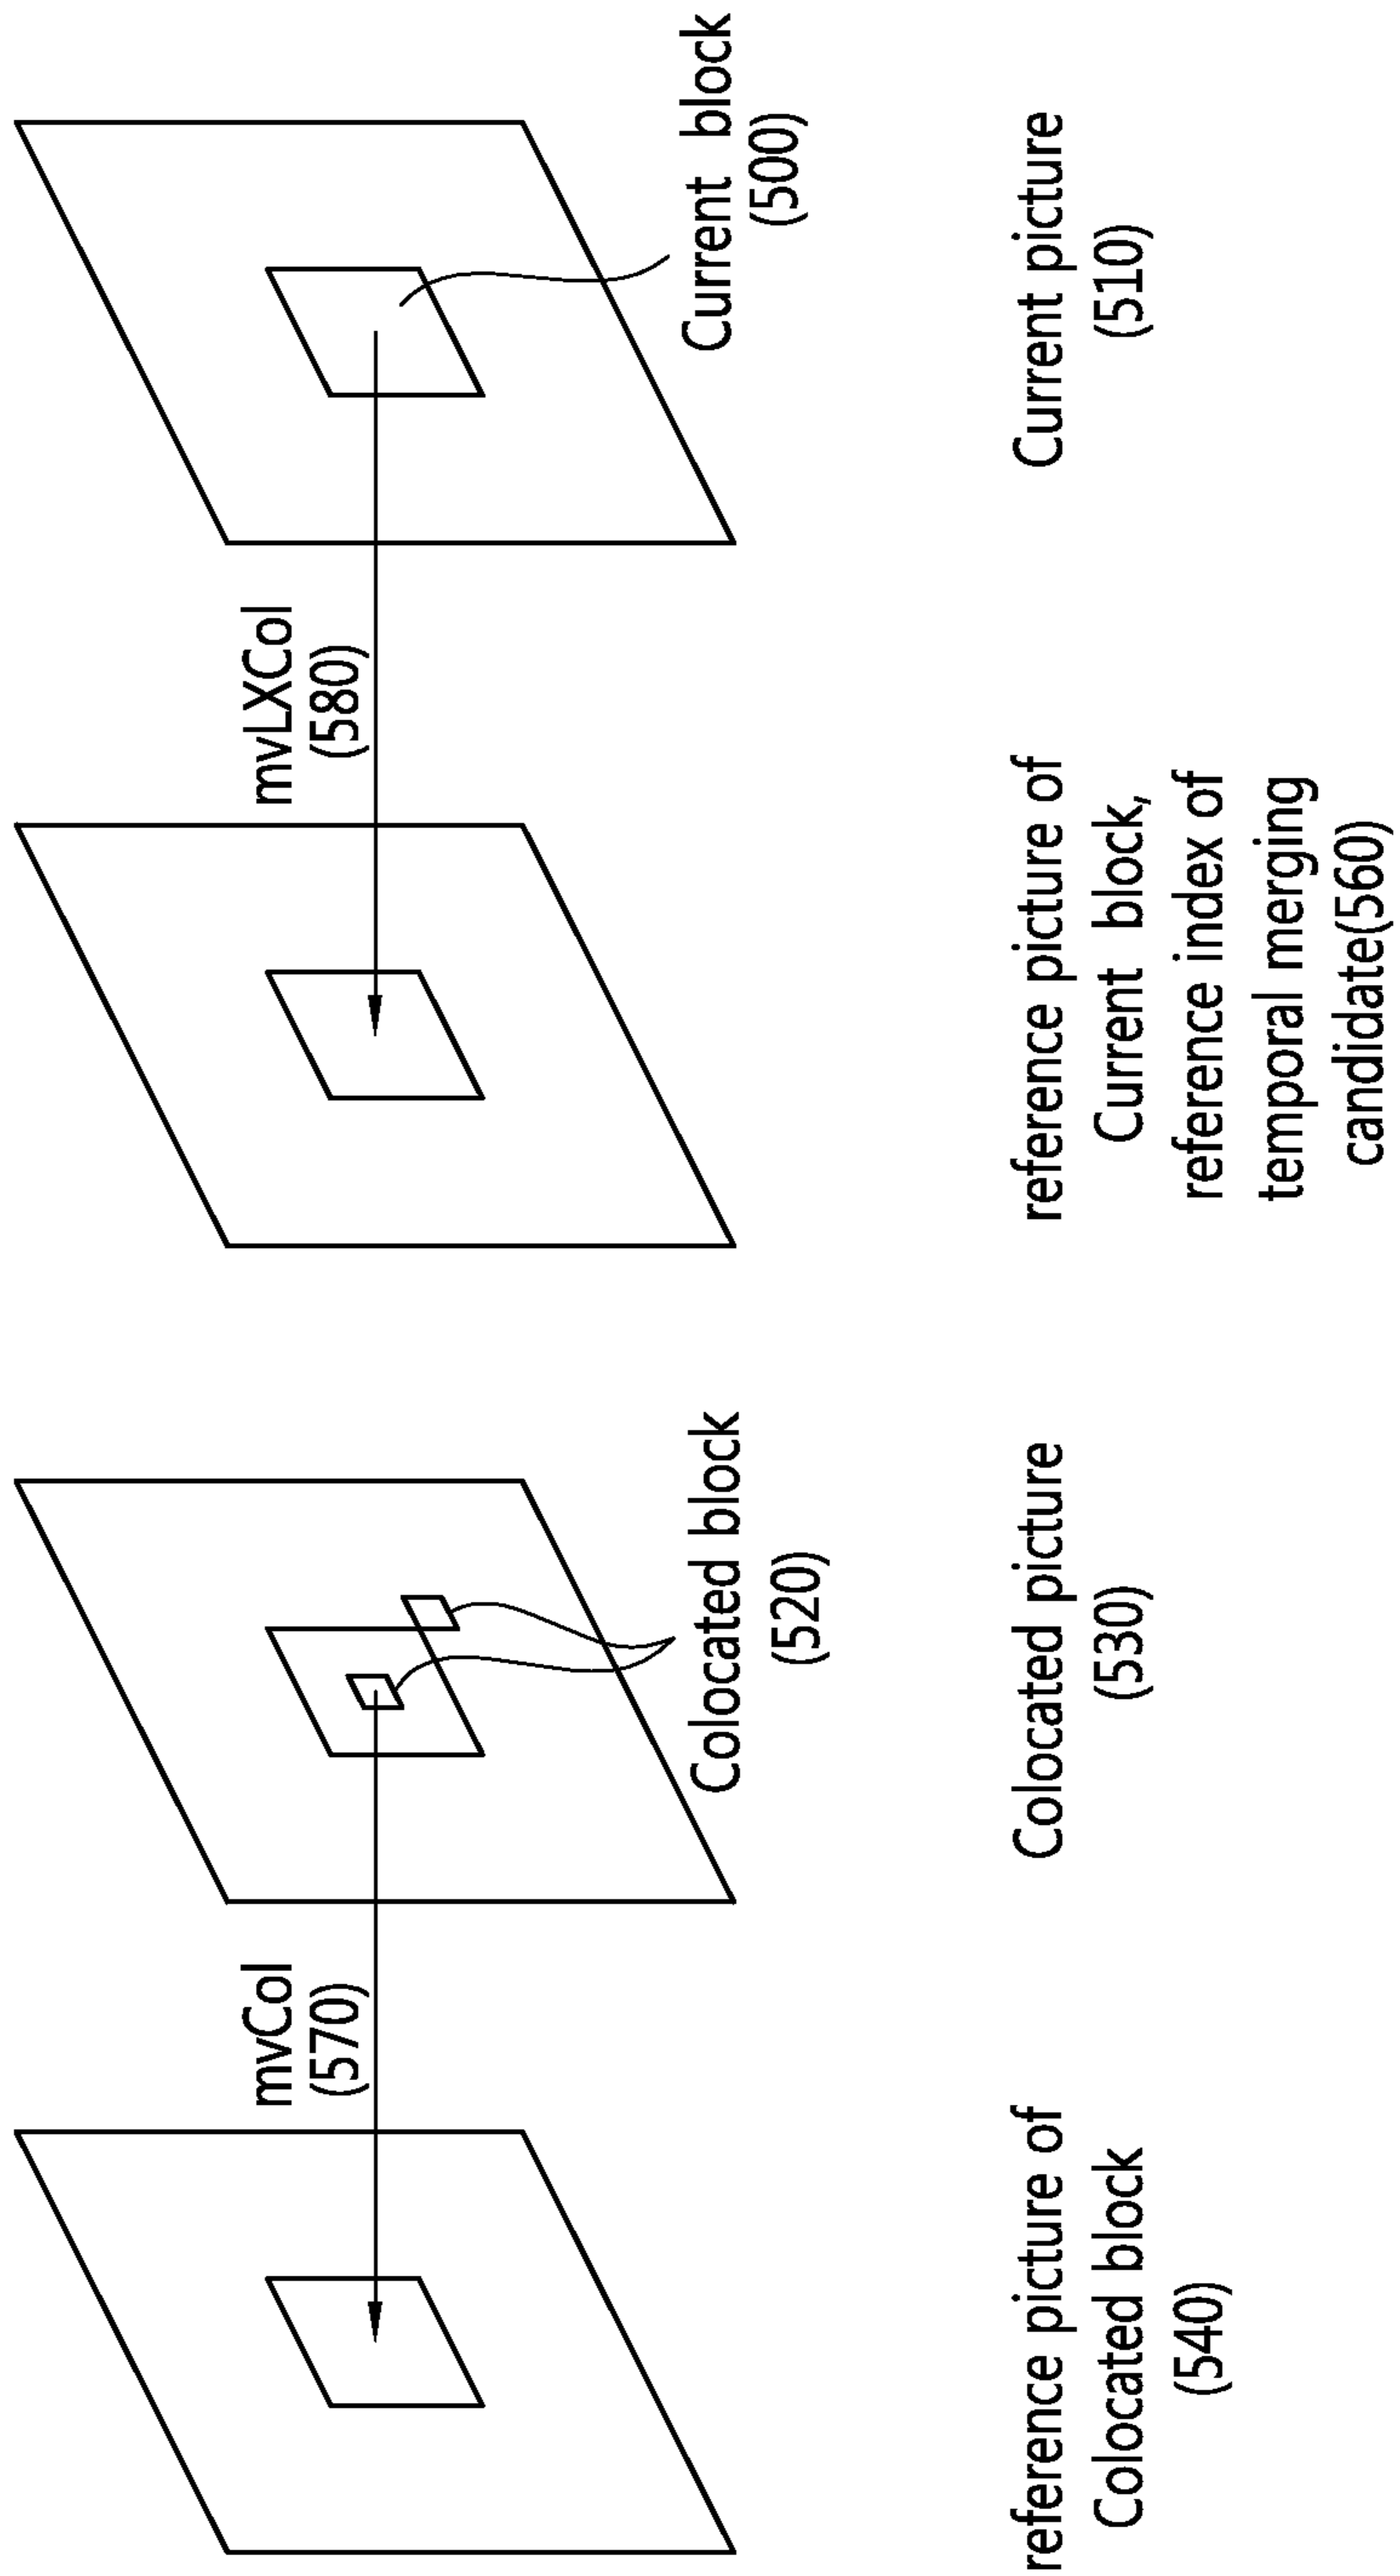 mvCol
(570)
mvLXCol
(580)
Colocated block
(520)
Current block
(500)
reference picture of
Colocated block
(540)
Colocated picture
(530)
reference picture of
Current block,
reference index of
temporal merging
candidate(560)
Current picture
(510)